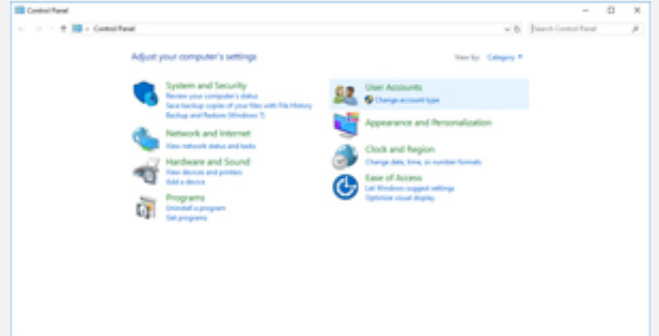 Control Panel
Control Panel
Search Control Panel
Adjust your computer's settings
View by: Category
System and Security
Review your computer's status
Save backup copies of your files with File History
Backup and Restore (Windows 7)
Network and Internet
View network status and tasks
Hardware and Sound
View devices and printers
Add a device
Programs
Uninstall a program
Get programs
User Accounts
Change account type
Appearance and Personalization
Clock and Region
Change date, time, or number formats
Ease of Access
Let Windows suggest settings
Optimize visual display